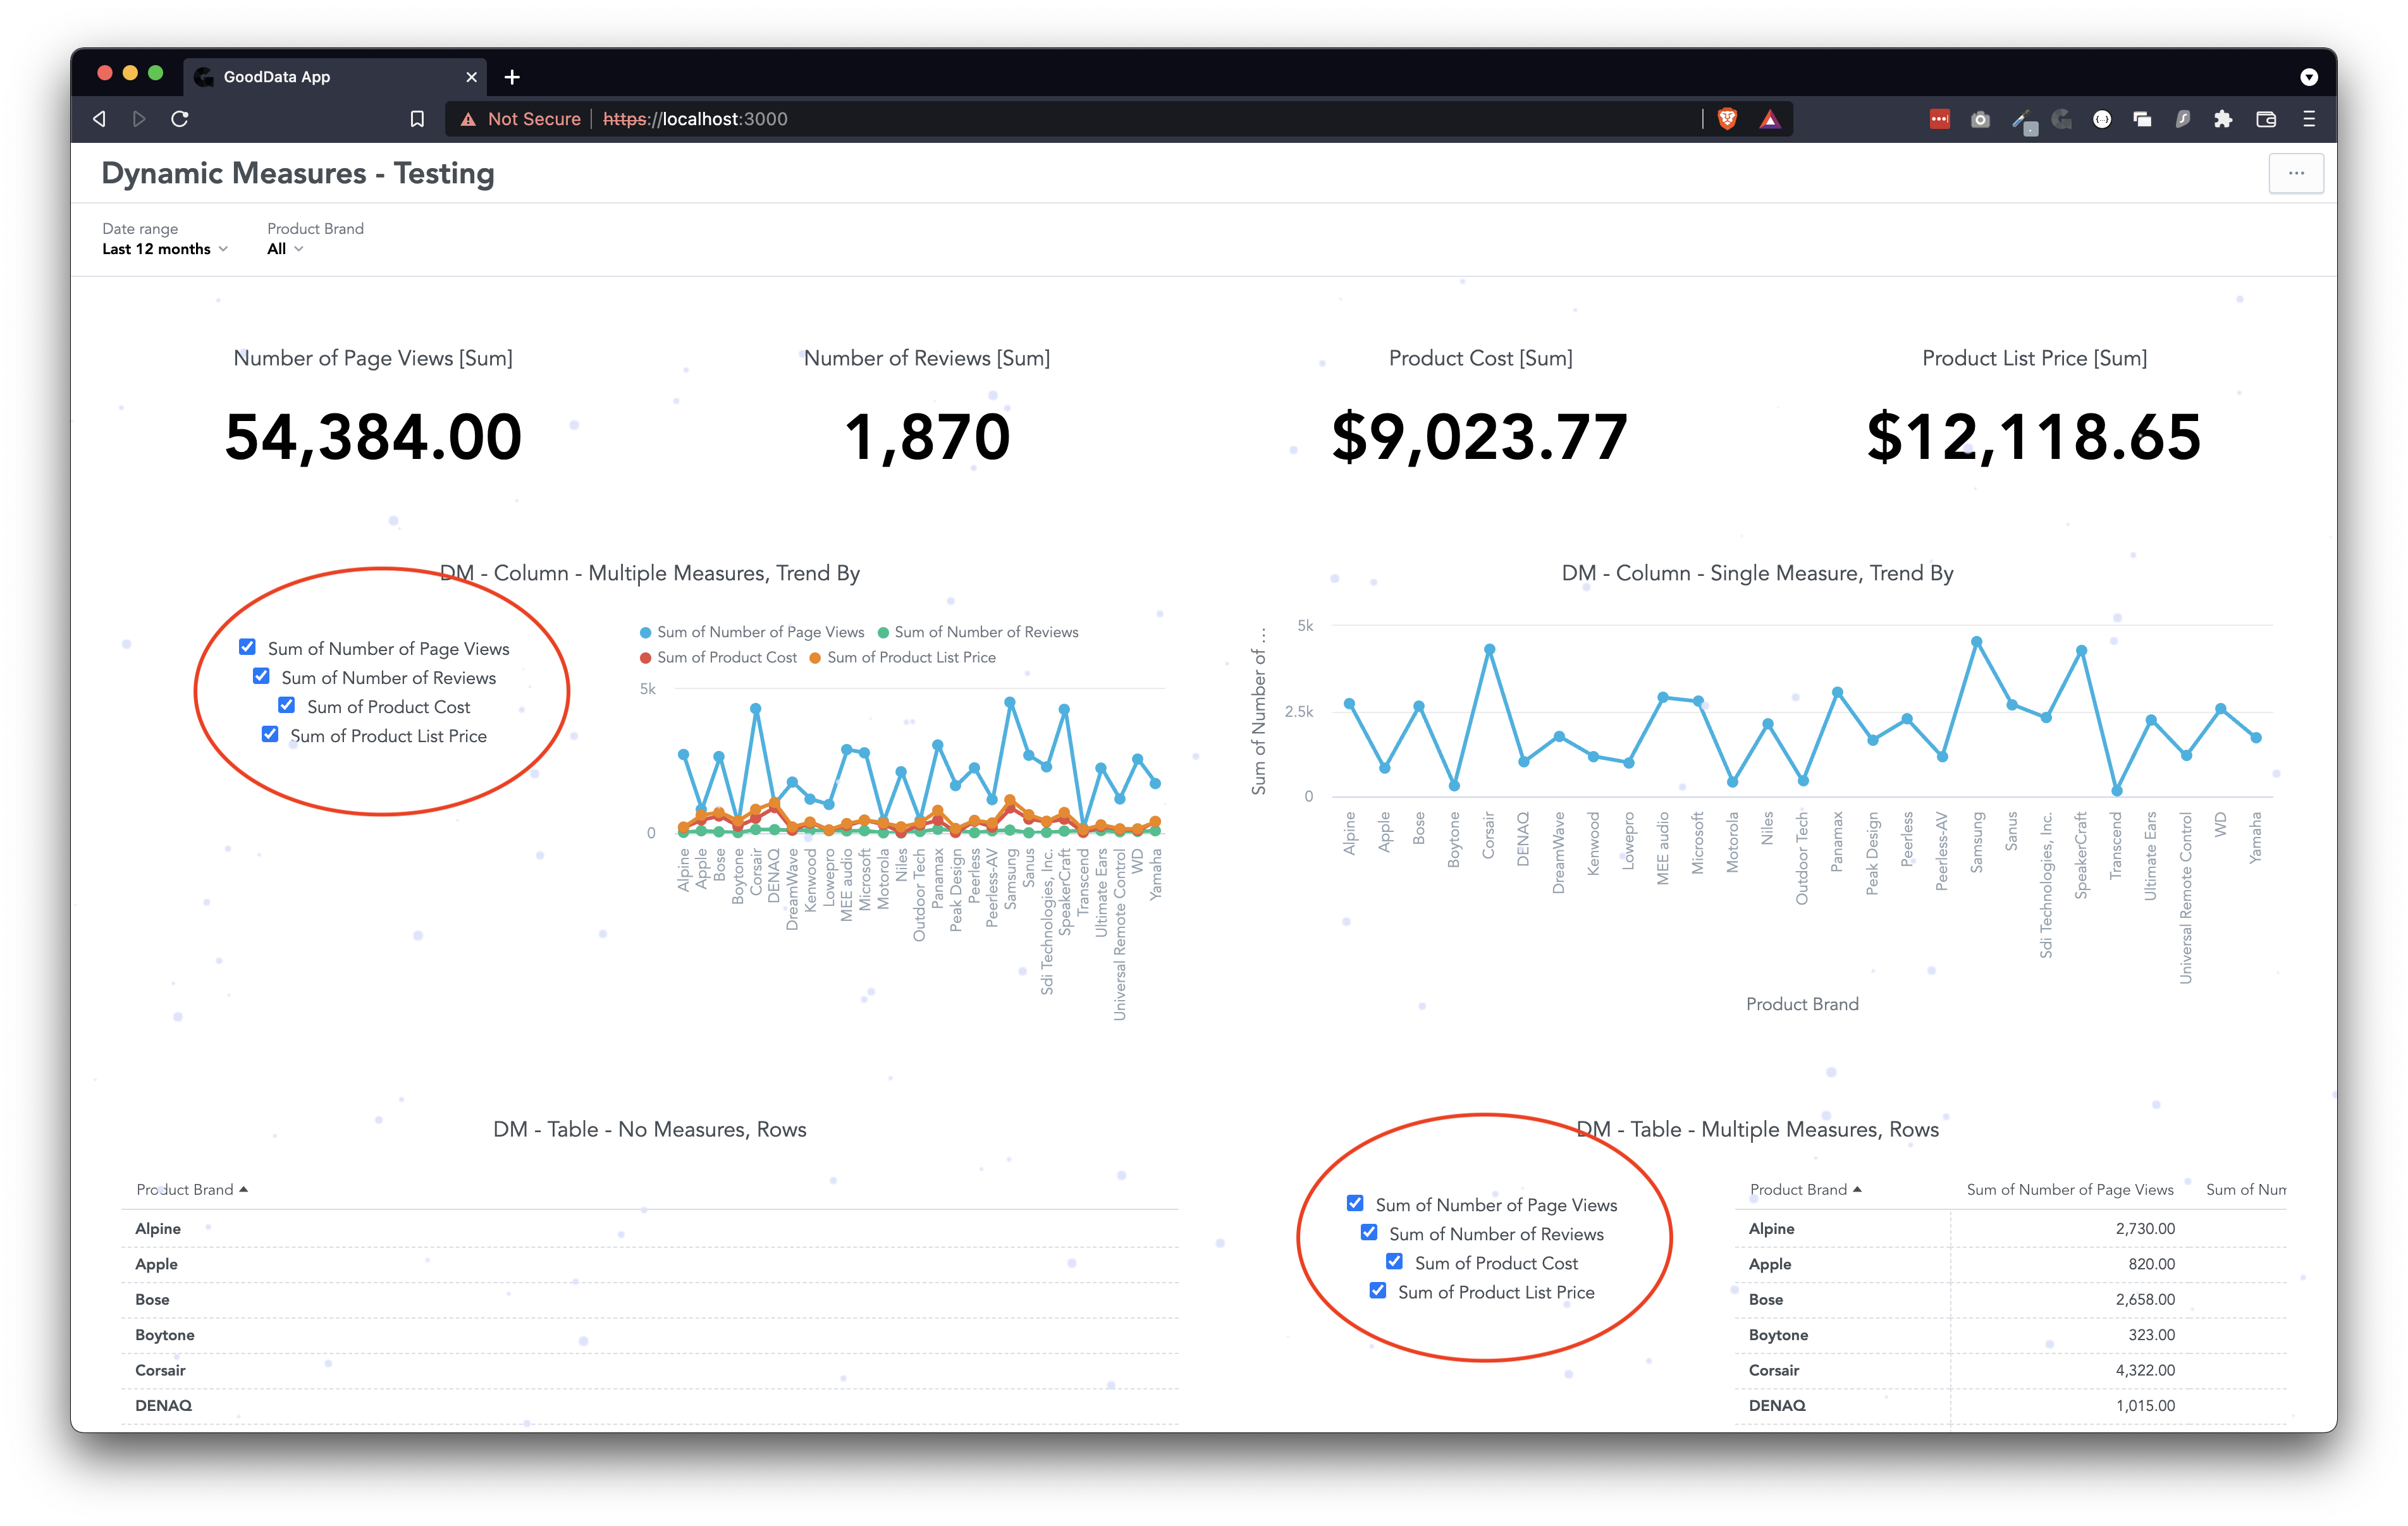 GoodData App
Not Secure
https://localhost:3000
Dynamic Measures - Testing
...
Date range
Last 12 months
Product Brand
All
Number of Page Views [Sum]
54,384.00
Number of Reviews [Sum]
1,870
Product Cost [Sum]
$9,023.77
Product List Price [Sum]
$12,118.65
DM - Column - Multiple Measures, Trend By
Sum of Number of Page Views
Sum of Number of Reviews
Sum of Product Cost
Sum of Product List Price
Sum of Number of Page Views
Sum of Number of Reviews
Sum of Product Cost
Sum of Product List Price
5k
0
Alpine
Apple
Bose
Boytone
Corsair
DENAQ
DreamWave
Kenwood
Lowepro
MEE audio
Microsoft
Motorola
Niles
Outdoor Tech
Panamax
Peak Design
Peerless
Peerless-AV
Samsung
Sanus
Sdi Technologies, Inc.
SpeakerCraft
Transcend
Ultimate Ears
Universal Remote Control
WD
Yamaha
DM - Column - Single Measure, Trend By
Sum of Number of ...
5k
2.5k
0
Alpine
Apple
Bose
Boytone
Corsair
DENAQ
DreamWave
Kenwood
Lowepro
MEE audio
Microsoft
Motorola
Niles
Outdoor Tech
Panamax
Peak Design
Peerless
Peerless-AV
Samsung
Sanus
Sdi Technologies, Inc.
SpeakerCraft
Transcend
Ultimate Ears
Universal Remote Control
WD
Yamaha
Product Brand
DM - Table - No Measures, Rows
Product Brand
Alpine
Apple
Bose
Boytone
Corsair
DENAQ
DM - Table - Multiple Measures, Rows
Sum of Number of Page Views
Sum of Number of Reviews
Sum of Product Cost
Sum of Product List Price
Product Brand Sum of Number of Page Views Sum of Num
Alpine 2,730.00
Apple 820.00
Bose 2,658.00
Boytone 323.00
Corsair 4,322.00
DENAQ 1,015.00